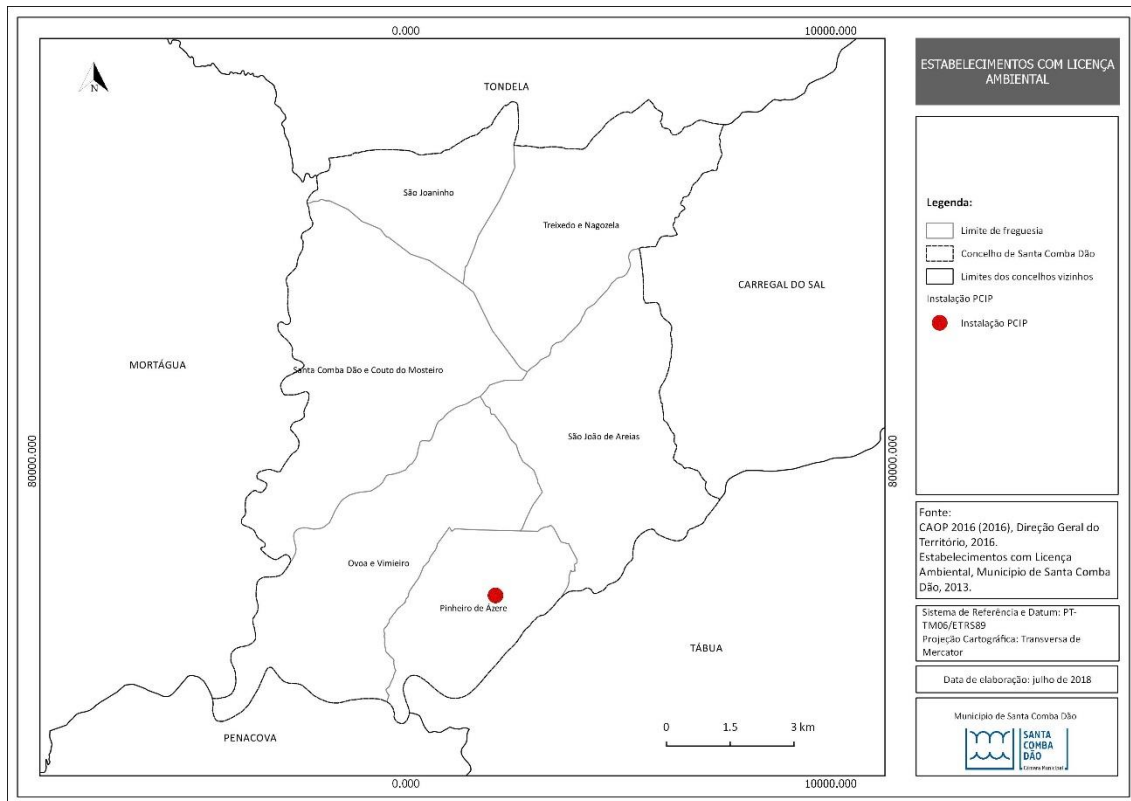 0.000
10000.000
N
TONDELA
São Joaninho
Treixedo e Nagozela
CARREGAL DO SAL
MORTÁGUA
Santa Comba Dão e Couto do Mosteiro
São João de Areias
80000.000
80000.000
Ovoa e Vimieiro
Pinheiro de Ázere
TÁBUA
PENACOVA
0
1.5
3 km
0.000
10000.000
ESTABELECIMENTOS COM LICENÇA
AMBIENTAL
Legenda:
Limite de freguesia
Concelho de Santa Comba Dão
Limites dos concelhos vizinhos
Instalação PCIP
Instalação PCIP
Fonte:
CAOP 2016 (2016), Direção Geral do
Território, 2016.
Estabelecimentos com Licença
Ambiental, Municipio de Santa Comba
Dão, 2013.
Sistema de Referência e Datum: PT-
TM06/ETRS89
Projeção Cartográfica: Transversa de
Mercator
Data de elaboração: julho de 2018
Municipio de Santa Comba Dão
SANTA
COMBA
DÃO
Câmara Municipal